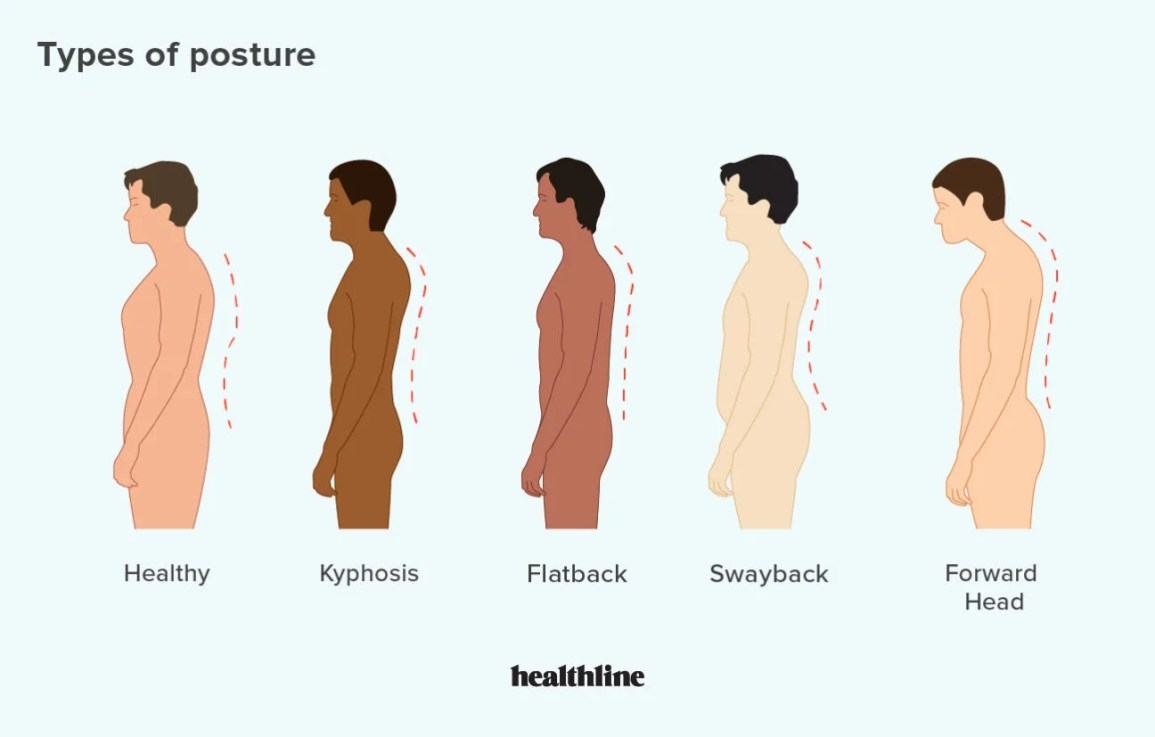 Types of posture
Healthy
Kyphosis
Flatback
Swayback
Forward
Head
healthline